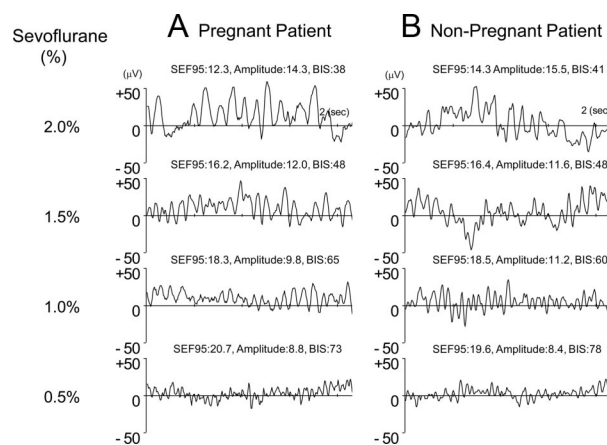 Sevoflurane
(%)
A Pregnant Patient
B Non-Pregnant Patient
2.0%
(μV)
SEF95:12.3, Amplitude:14.3, BIS:38
+50
0
- 50
2 (sec)
(μV)
SEF95:14.3 Amplitude:15.5, BIS:41
+50
0
- 50
2 (sec)
1.5%
SEF95:16.2, Amplitude:12.0, BIS:48
+50
0
- 50
SEF95:16.4, Amplitude:11.6, BIS:48
+50
0
- 50
1.0%
SEF95:18.3, Amplitude:9.8, BIS:65
+50
0
- 50
SEF95:18.5, Amplitude:11.2, BIS:60
+50
0
- 50
0.5%
SEF95:20.7, Amplitude:8.8, BIS:73
+50
0
- 50
SEF95:19.6, Amplitude:8.4, BIS:78
+50
0
- 50